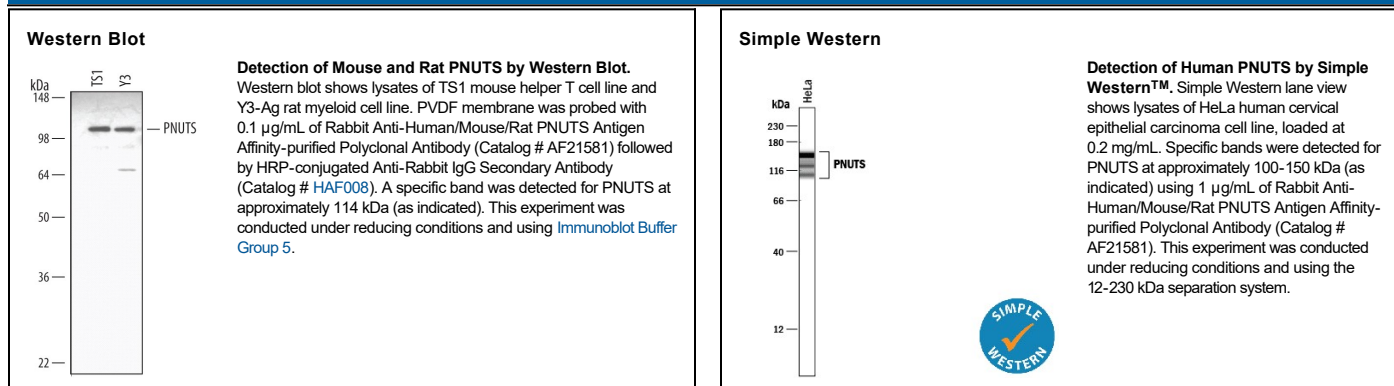 Western Blot
kDa
TS1
Y3
148
98
64
50
36
22
PNUTS
Detection of Mouse and Rat PNUTS by Western Blot.
Western blot shows lysates of TS1 mouse helper T cell line and
Y3-Ag rat myeloid cell line. PVDF membrane was probed with
0.1 µg/mL of Rabbit Anti-Human/Mouse/Rat PNUTS Antigen
Affinity-purified Polyclonal Antibody (Catalog # AF21581) followed
by HRP-conjugated Anti-Rabbit IgG Secondary Antibody
(Catalog # HAF008). A specific band was detected for PNUTS at
approximately 114 kDa (as indicated). This experiment was
conducted under reducing conditions and using Immunoblot Buffer
Group 5.
Simple Western
kDa
HeLa
230
180
116
66
40
12
PNUTS
SIMPLE
WESTERN
Detection of Human PNUTS by Simple
Western™. Simple Western lane view
shows lysates of HeLa human cervical
epithelial carcinoma cell line, loaded at
0.2 mg/mL. Specific bands were detected for
PNUTS at approximately 100-150 kDa (as
indicated) using 1 µg/mL of Rabbit Anti-
Human/Mouse/Rat PNUTS Antigen Affinity-
purified Polyclonal Antibody (Catalog #
AF21581). This experiment was conducted
under reducing conditions and using the
12-230 kDa separation system.